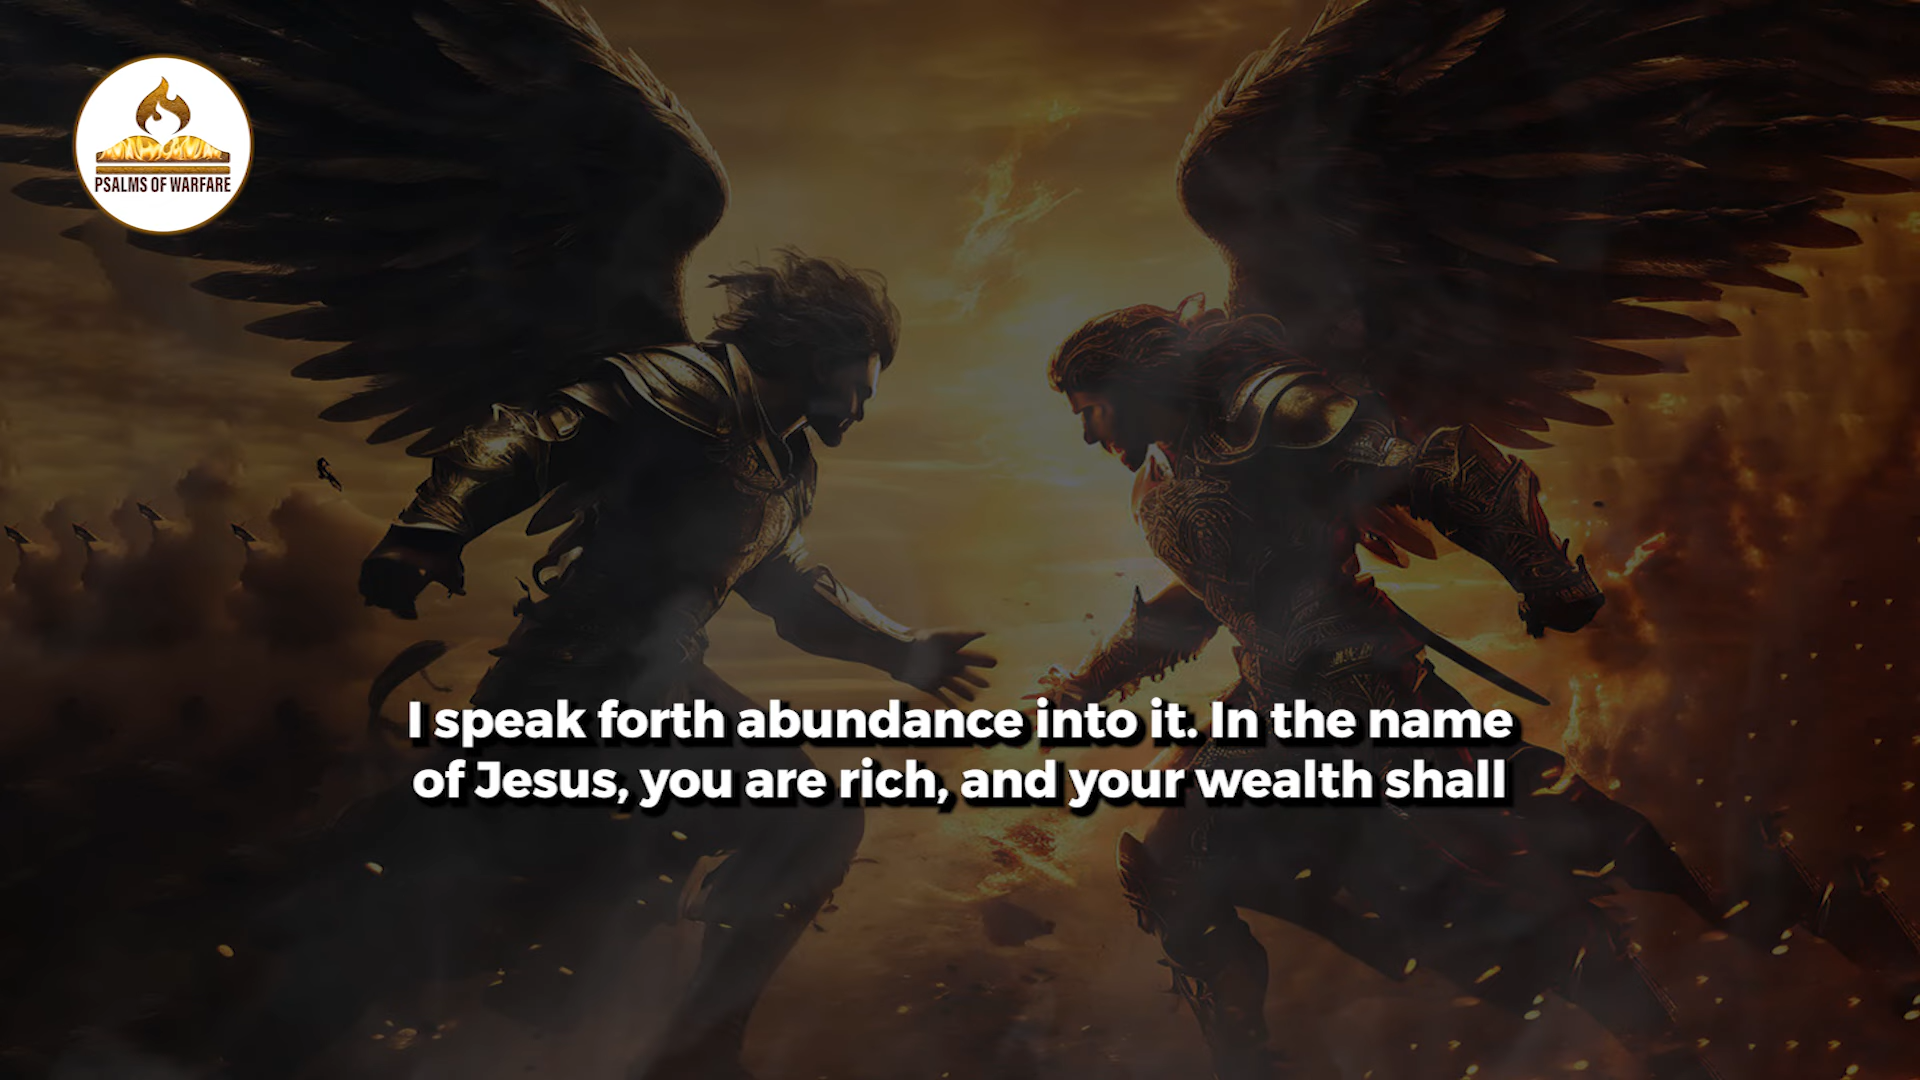 PSALMS OF WARFARE
I speak forth abundance into it. In the name
of Jesus, you are rich, and your wealth shall